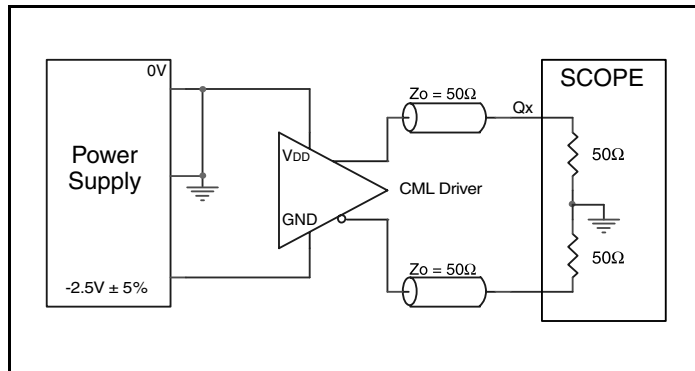 0V
Power
Supply
-2.5V ± 5%
VDD
GND
CML Driver
Zo = 50Ω
Qx
Zo = 50Ω
SCOPE
50Ω
50Ω